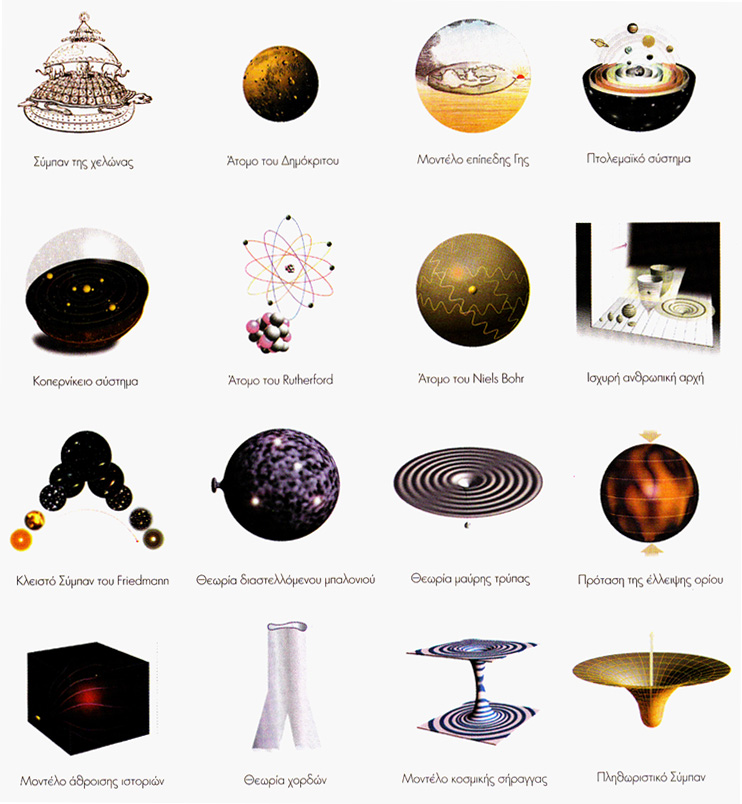 Σύμπαν της χελώνας
Άτομο του Δημόκριτου
Μοντέλο επίπεδης Γης
Πτολεμαϊκό σύστημα
Κοπερνίκειο σύστημα
Άτομο του Rutherford
Άτομο του Niels Bohr
Ισχυρή ανθρωπική αρχή
Κλειστό Σύμπαν του Friedmann
Θεωρία διαστελλόμενου μπαλονιού
Θεωρία μαύρης τρύπας
Πρόταση της έλλειψης ορίου
Μοντέλο άθροισης ιστοριών
Θεωρία χορδών
Μοντέλο κοσμικής σήραγγας
Πληθωριστικό Σύμπαν